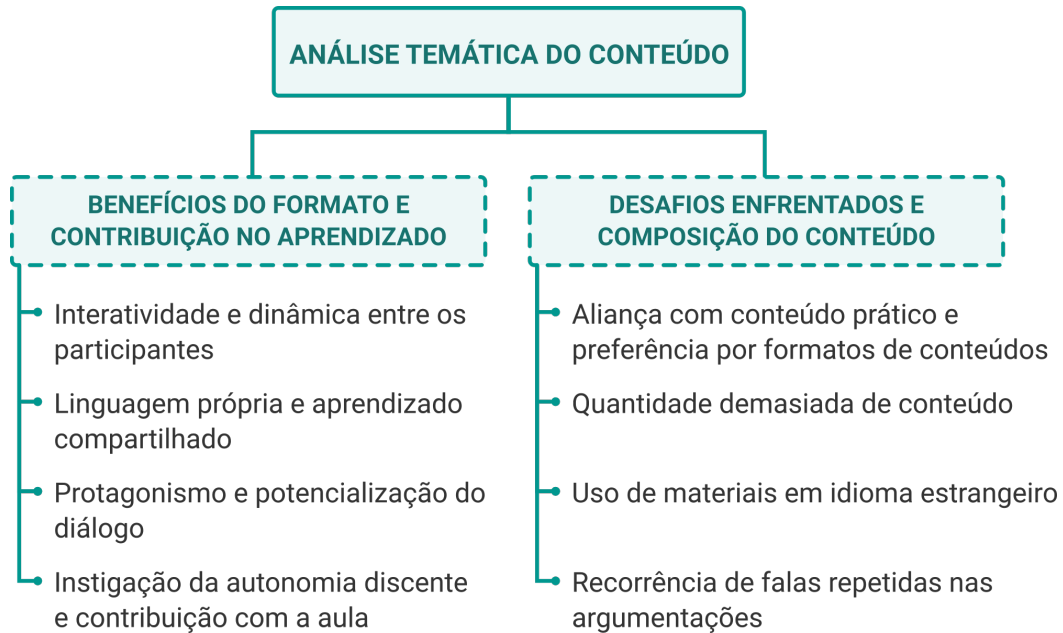 ANÁLISE TEMÁTICA DO CONTEÚDO
BENEFÍCIOS DO FORMATO E
CONTRIBUIÇÃO NO APRENDIZADO
Interatividade e dinâmica entre os
participantes
Linguagem própria e aprendizado
compartilhado
Protagonismo e potencialização do
diálogo
Instigação da autonomia discente
e contribuição com a aula
DESAFIOS ENFRENTADOS E
COMPOSIÇÃO DO CONTEÚDO
Aliança com conteúdo prático e
preferência por formatos de conteúdos
Quantidade demasiada de conteúdo
Uso de materiais em idioma estrangeiro
Recorrência de falas repetidas nas
argumentações